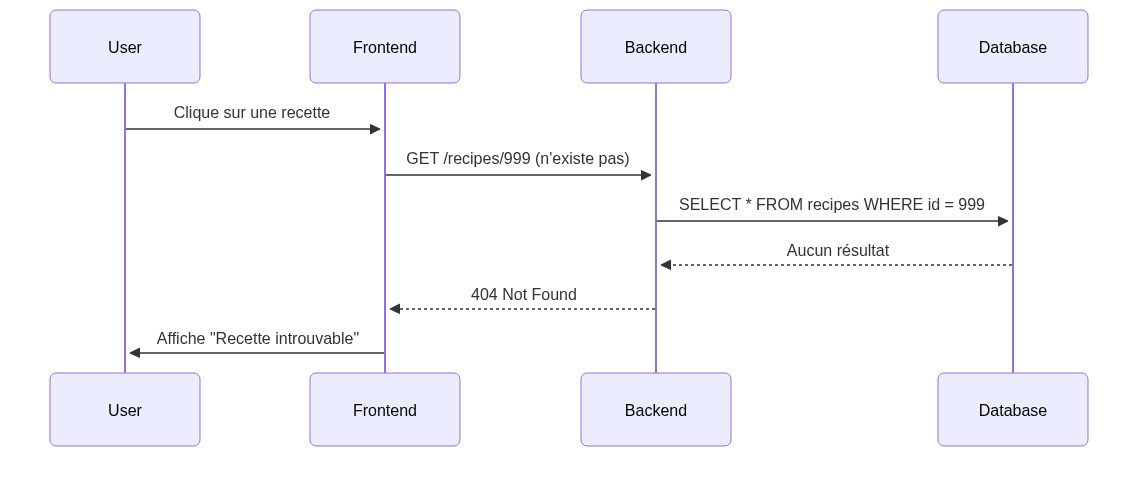 User
Frontend
Backend
Database
Clique sur une recette
GET /recipes/999 (n'existe pas)
SELECT * FROM recipes WHERE id = 999
Aucun résultat
404 Not Found
Affiche "Recette introuvable"
User
Frontend
Backend
Database